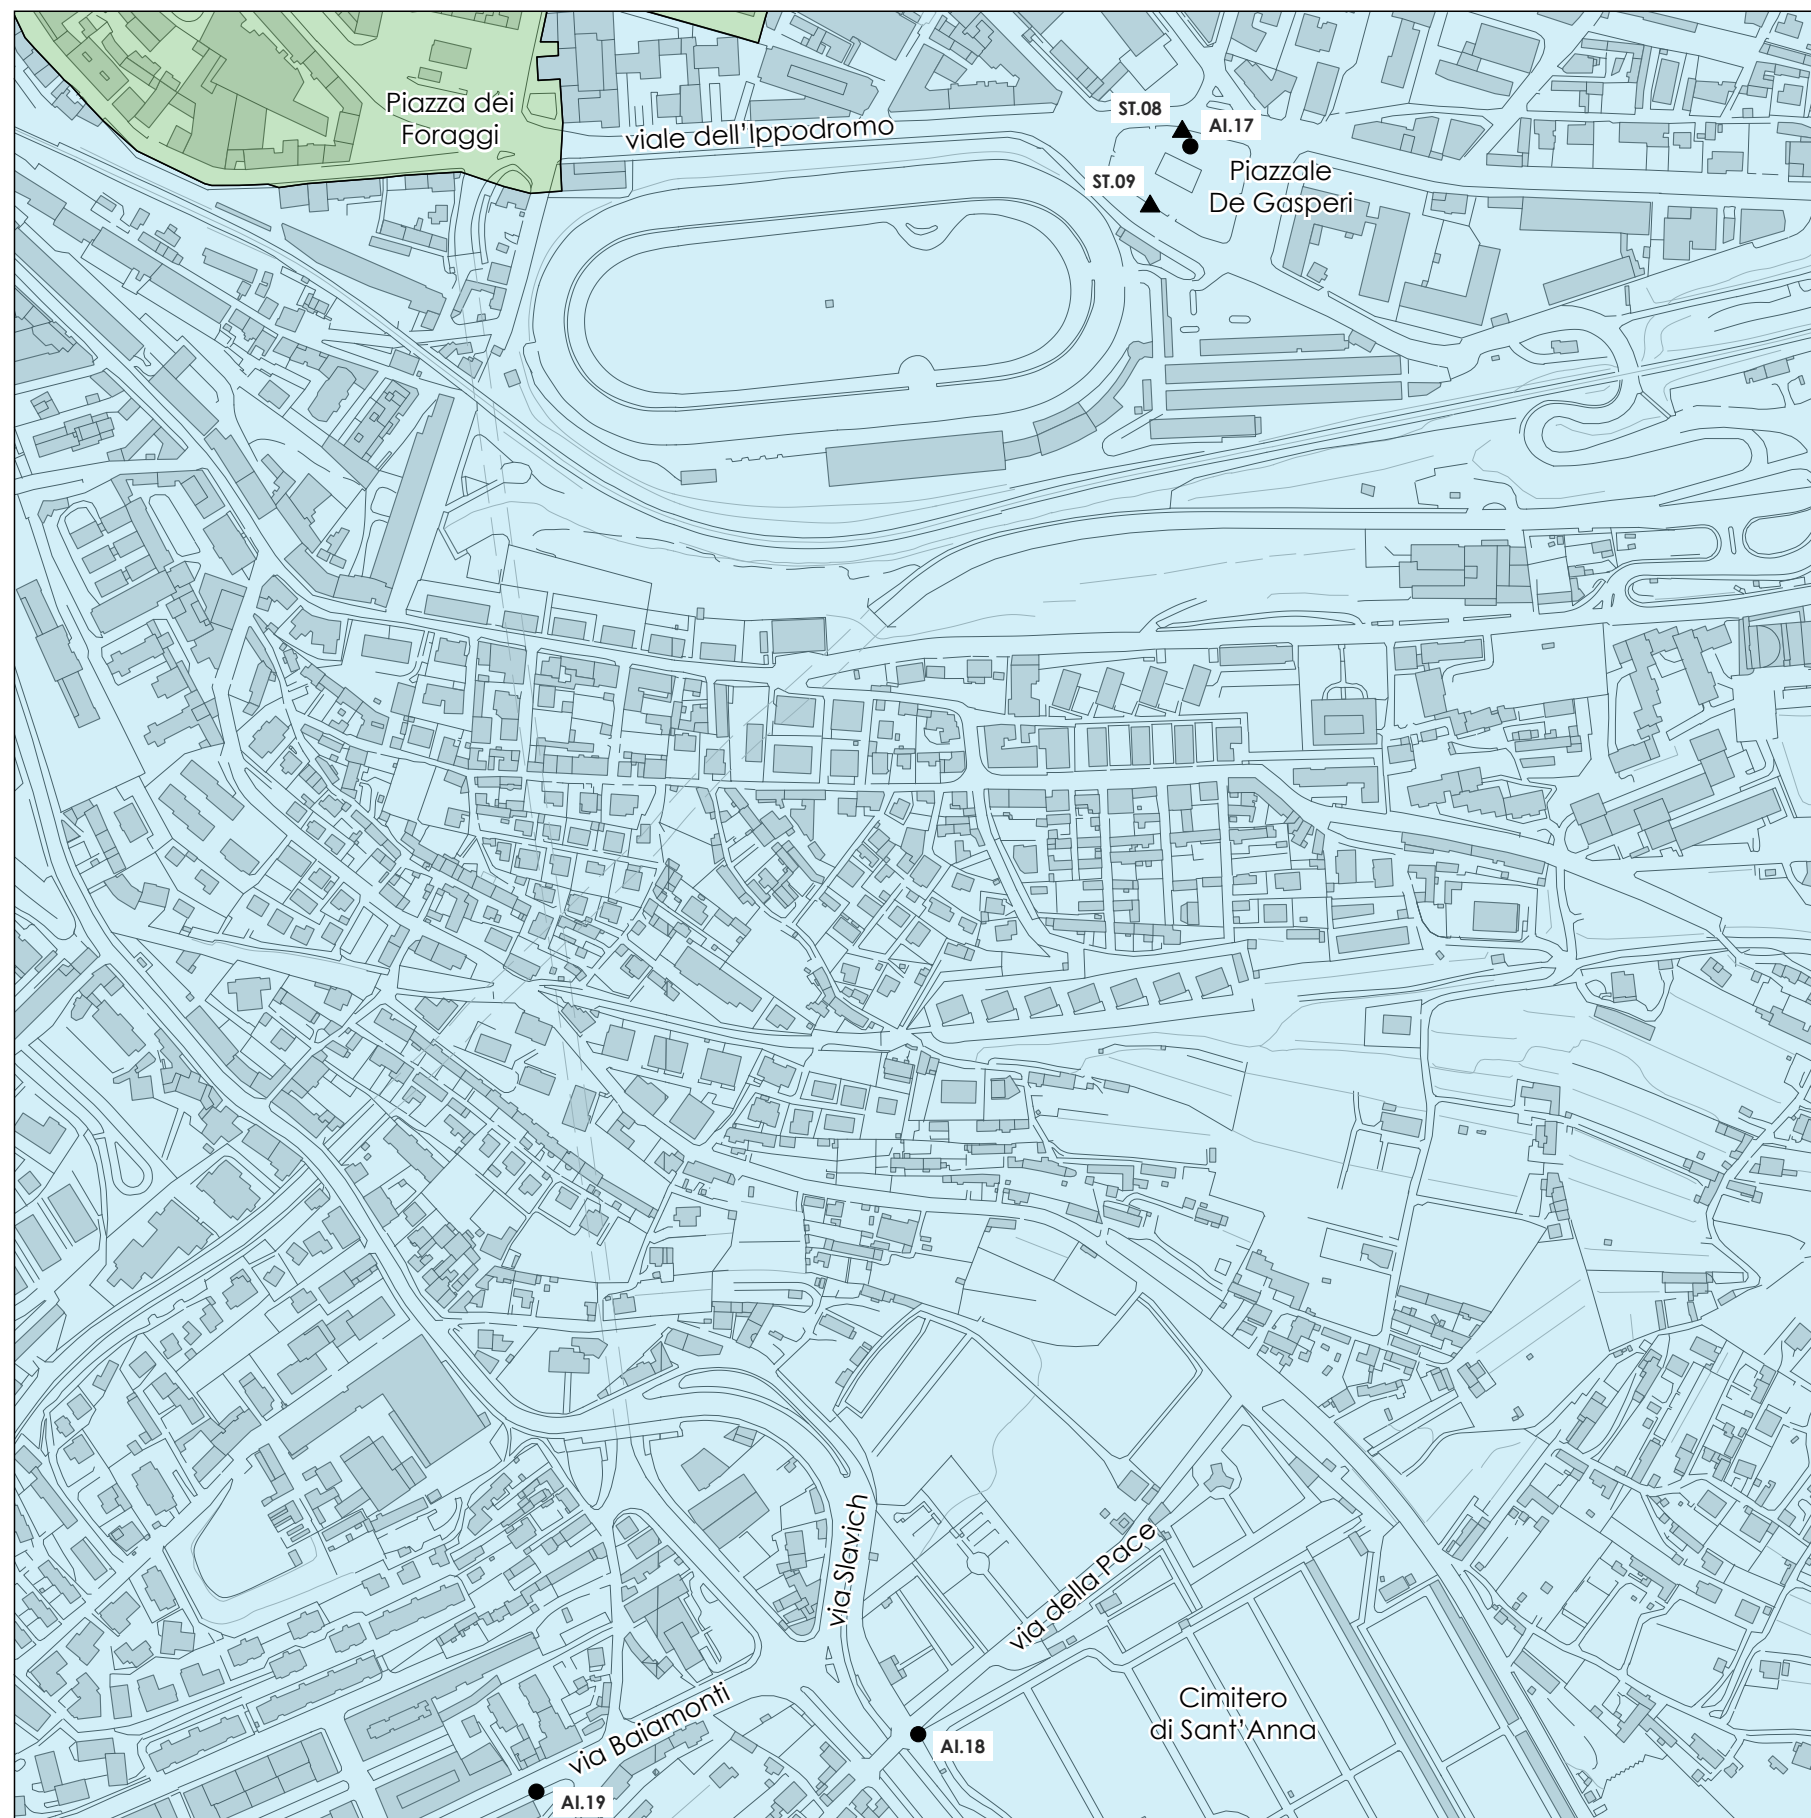 Piazza dei
Foraggi
viale dell'Ippodromo
ST.08
AI.17
Piazzale
De Gasperi
ST.09
via Slavich
via della Pace
Cimitero
di Sant'Anna
via Baiamonti
AI.18
AI.19